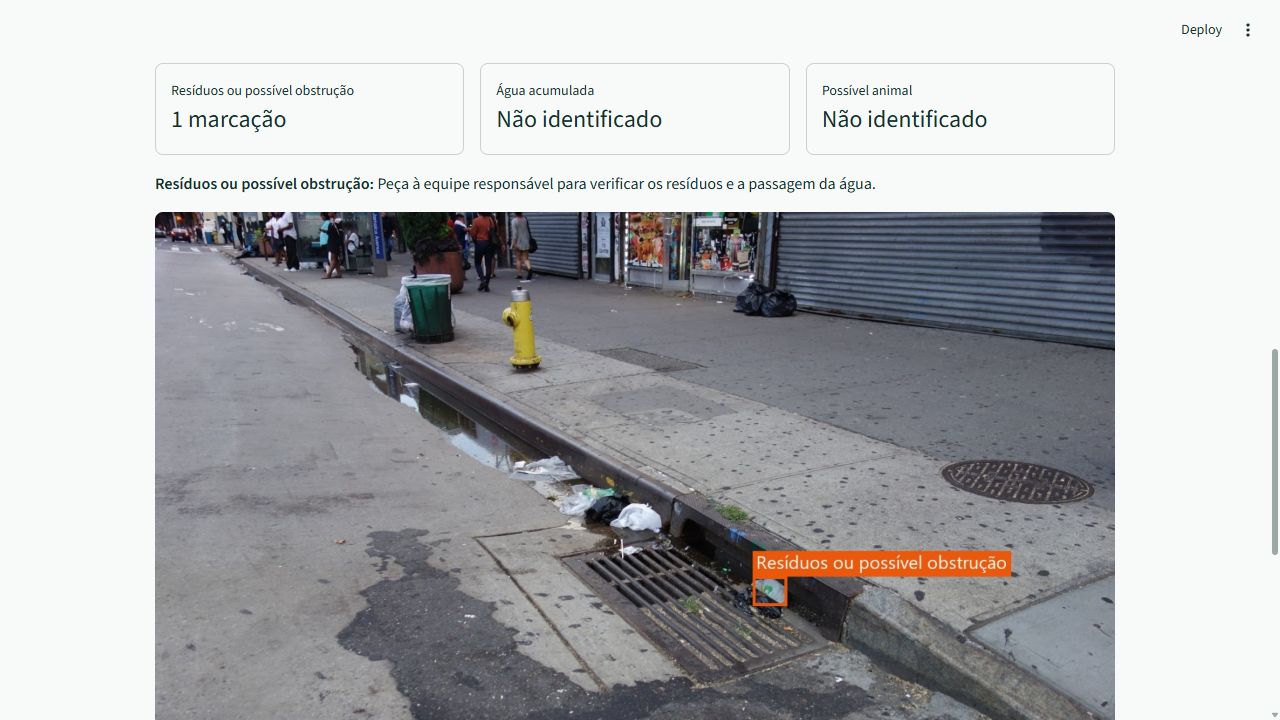 Deploy
Resíduos ou possível obstrução
1 marcação
Água acumulada
Não identificado
Possível animal
Não identificado
Resíduos ou possível obstrução: Peça à equipe responsável para verificar os resíduos e a passagem da água.
Resíduos ou possível obstrução